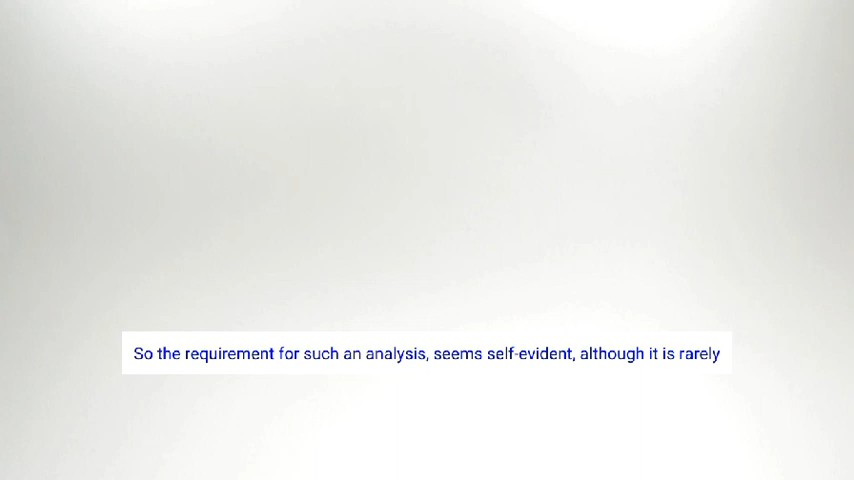 So the requirement for such an analysis, seems self-evident, although it is rarely